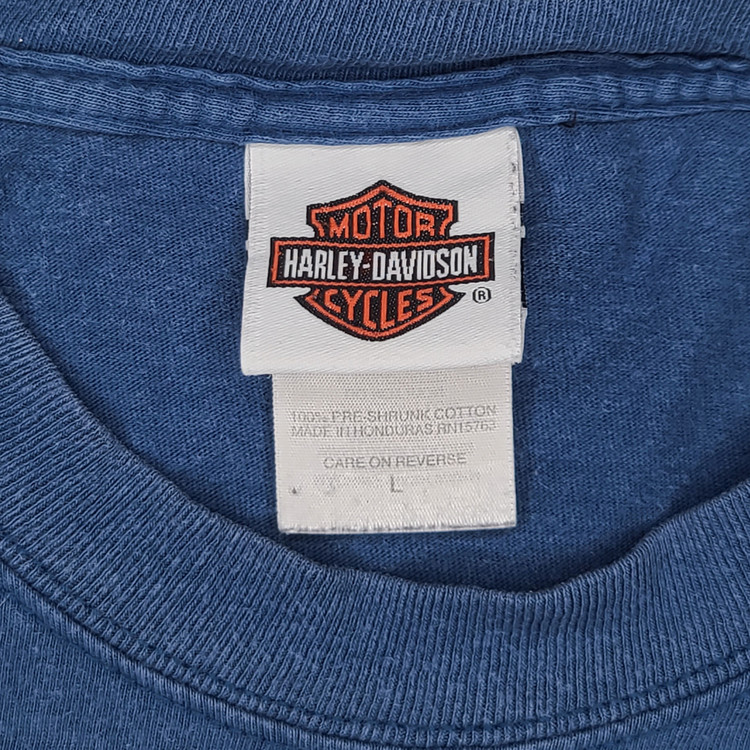 MOTOR
HARLEY-DAVIDSON
CYCLES ®
100% PRE-SHRUNK COTTON
MADE IN HONDURAS RN15763
CARE ON REVERSE
L